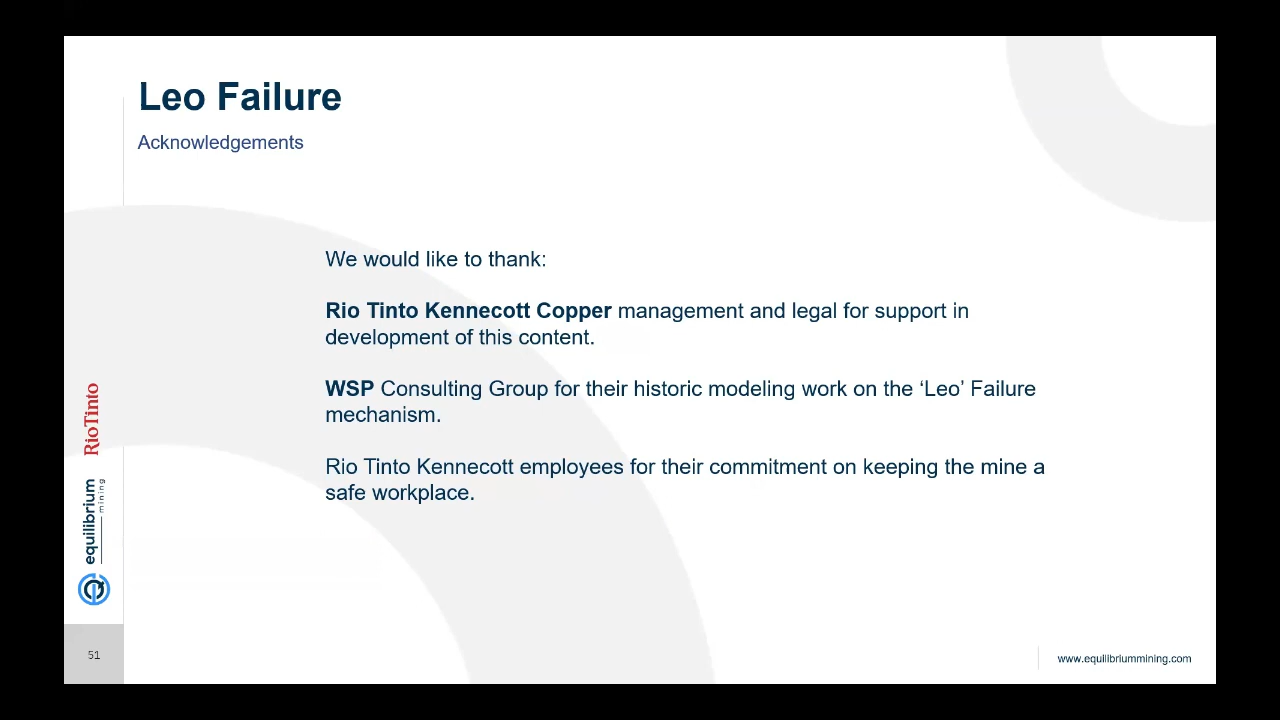 Leo Failure
Acknowledgements
We would like to thank:
Rio Tinto Kennecott Copper management and legal for support in
development of this content.
WSP Consulting Group for their historic modeling work on the ‘Leo’ Failure
mechanism.
Rio Tinto Kennecott employees for their commitment on keeping the mine a
safe workplace.
RioTinto
equilibrium
mining
51
www.equilibriummining.com